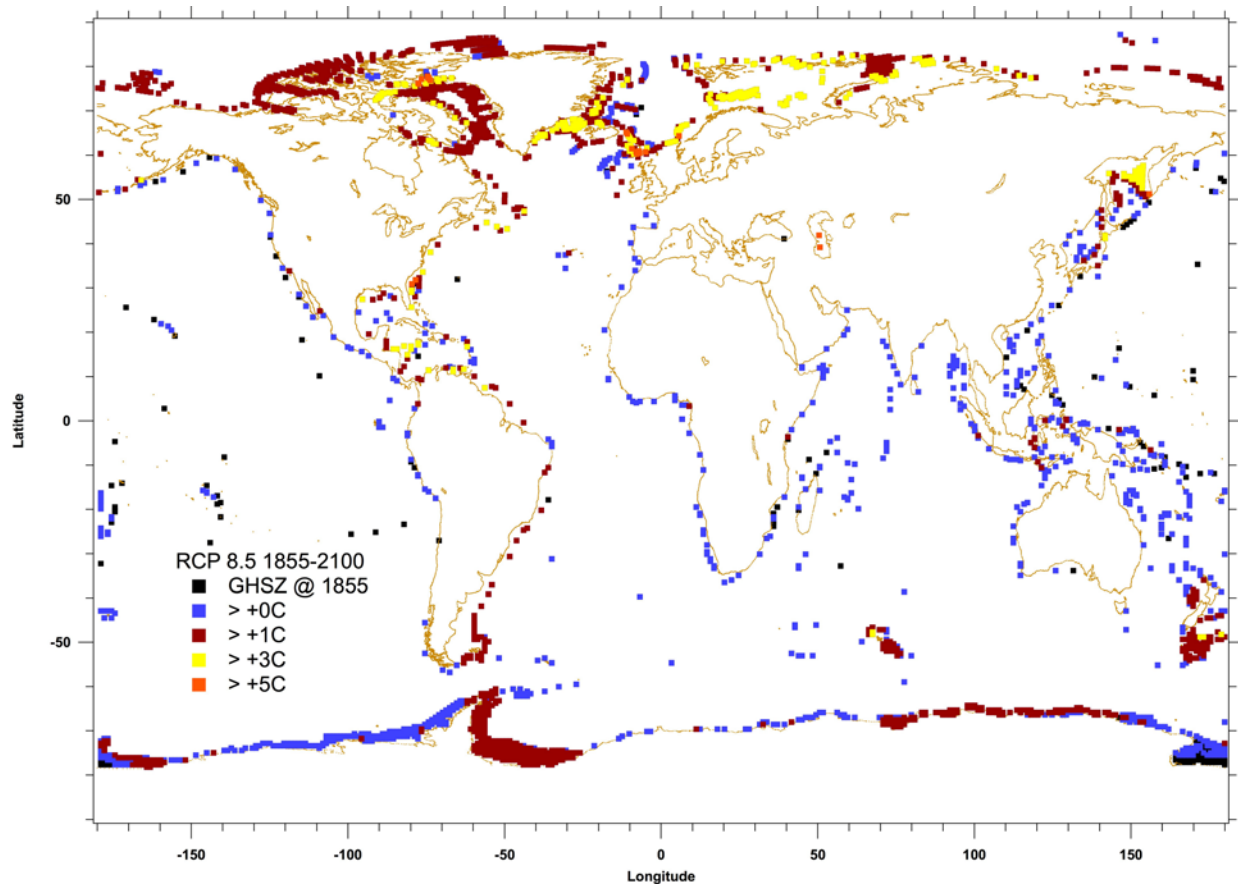 50
0
-50
Latitude
RCP 8.5 1855-2100
GHSZ @ 1855
> +0C
> +1C
> +3C
> +5C
-150
-100
-50
0
50
100
150
Longitude